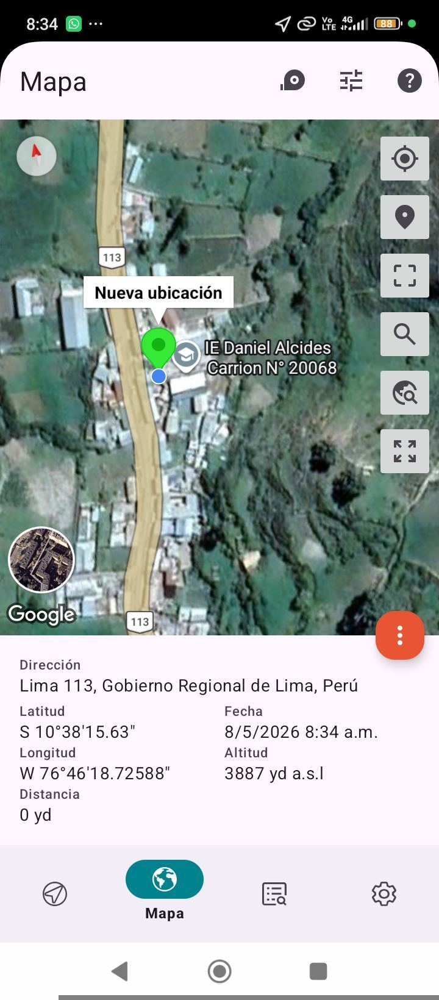 8:34
Vo LTE 4G 88
Mapa
113
Nueva ubicación
IE Daniel Alcides
Carrion N° 20068
Google
113
Dirección
Lima 113, Gobierno Regional de Lima, Perú
Latitud
S 10°38'15.63"
Fecha
8/5/2026 8:34 a.m.
Longitud
W 76°46'18.72588"
Altitud
3887 yd a.s.l
Distancia
0 yd
Mapa